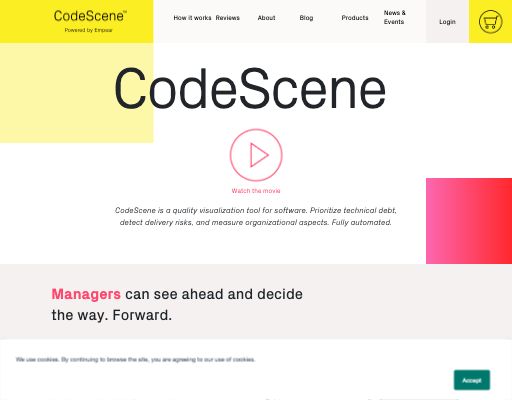 CodeScene™
Powered by Empear
How it works Reviews About Blog Products News & Events Login
CodeScene
Watch the movie
CodeScene is a quality visualization tool for software. Prioritize technical debt,
detect delivery risks, and measure organizational aspects. Fully automated.
Managers can see ahead and decide
the way. Forward.
We use cookies. By continuing to browse the site, you are agreeing to our use of cookies.
Accept